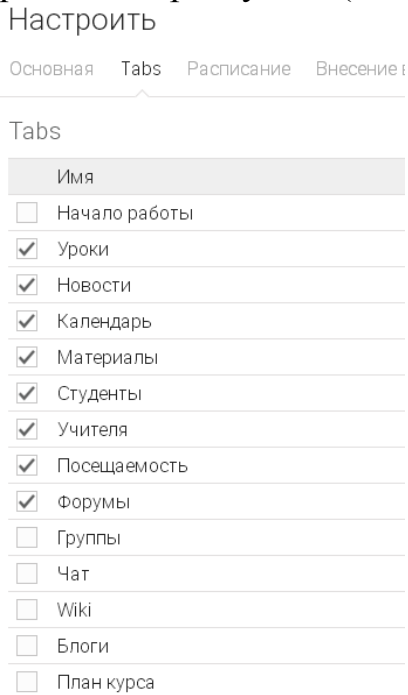 Настроить
Основная Tabs Расписание Внесение
Tabs
Имя
Начало работы
Уроки
Новости
Календарь
Материалы
Студенты
Учителя
Посещаемость
Форумы
Группы
Чат
Wiki
Блоги
План курса